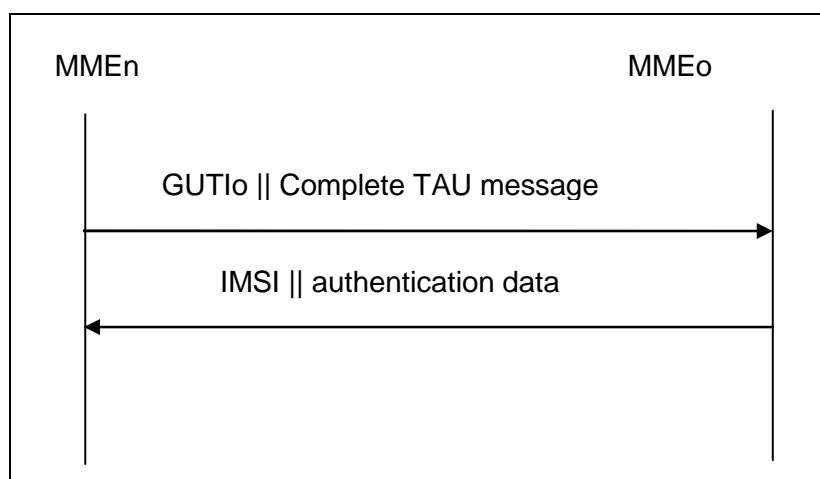 MMEn MMEo
GUTIo || Complete TAU message
IMSI || authentication data